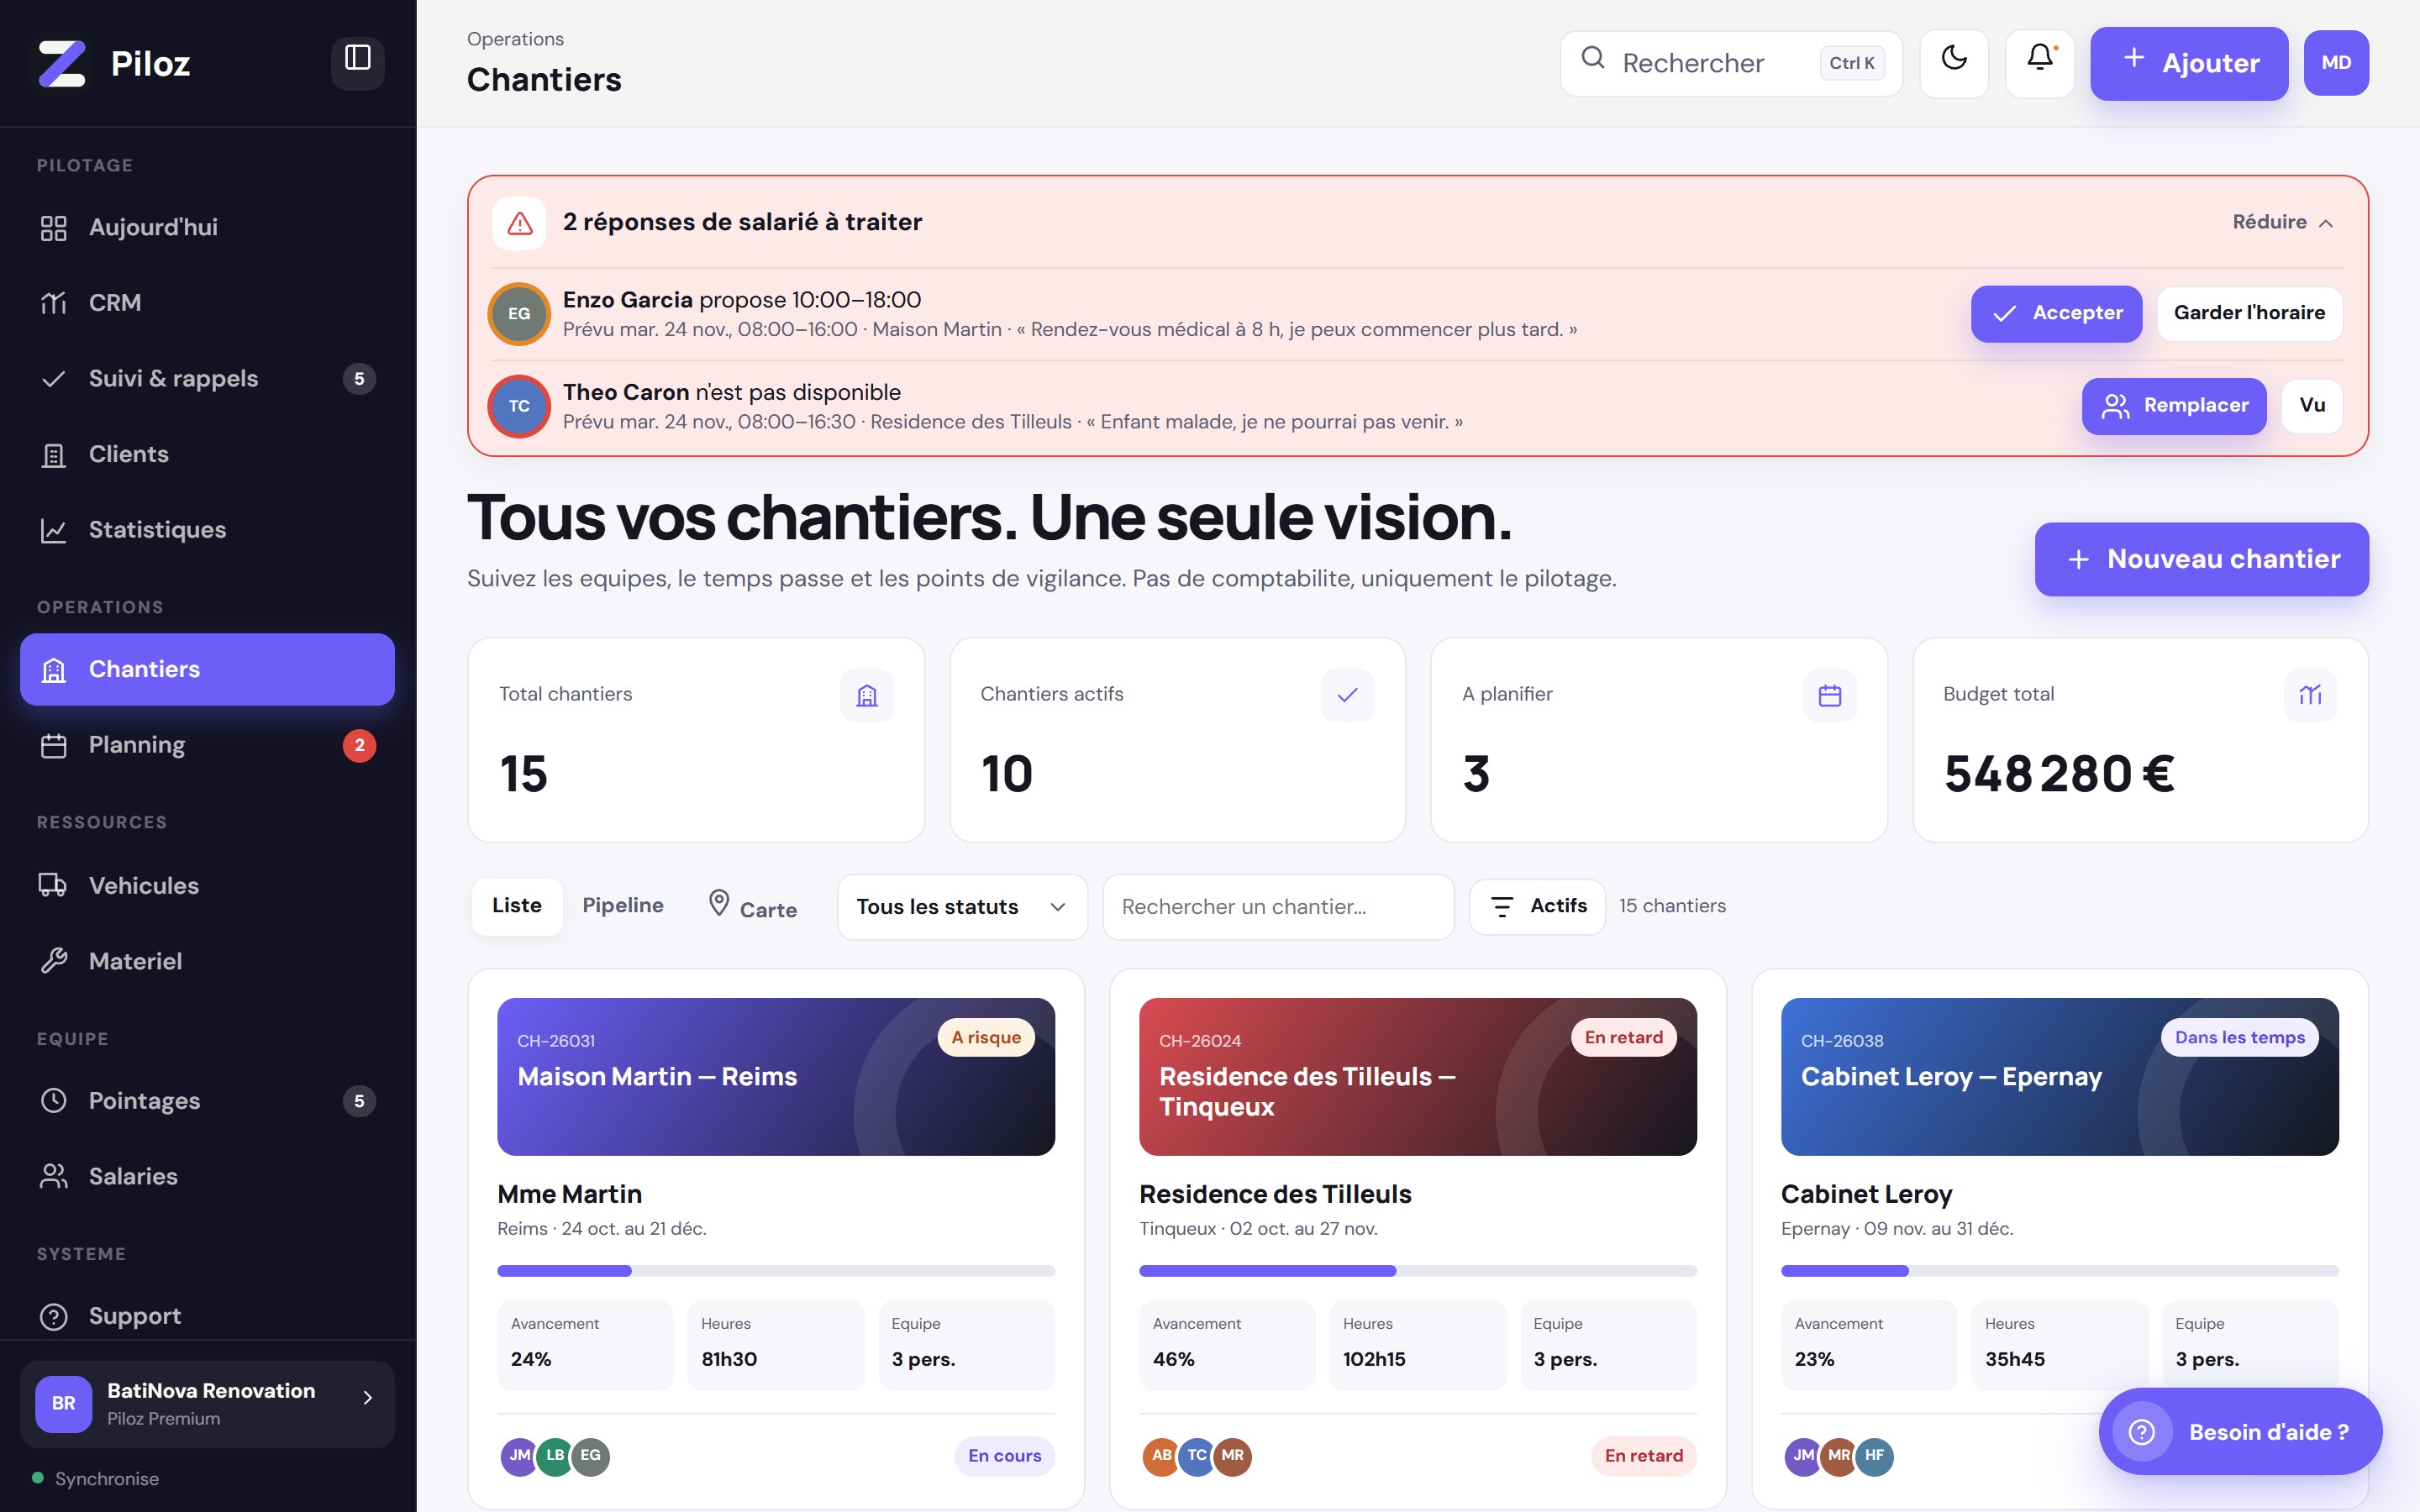 Piloz
PILOTAGE
Aujourd'hui
CRM
Suivi & rappels 5
Clients
Statistiques
OPERATIONS
Chantiers
Planning 2
RESSOURCES
Vehicules
Materiel
EQUIPE
Pointages 5
Salaries
SYSTEME
Support
BR
BatiNova Renovation
Piloz Premium
Synchronise
Operations
Chantiers
Rechercher Ctrl K
Ajouter
MD
2 réponses de salarié à traiter
Réduire
EG
Enzo Garcia propose 10:00–18:00
Prévu mar. 24 nov., 08:00–16:00 · Maison Martin · « Rendez-vous médical à 8 h, je peux commencer plus tard. »
Accepter
Garder l'horaire
TC
Theo Caron n'est pas disponible
Prévu mar. 24 nov., 08:00–16:30 · Residence des Tilleuls · « Enfant malade, je ne pourrai pas venir. »
Remplacer
Vu
Tous vos chantiers. Une seule vision.
Suivez les equipes, le temps passe et les points de vigilance. Pas de comptabilite, uniquement le pilotage.
Nouveau chantier
Total chantiers
15
Chantiers actifs
10
A planifier
3
Budget total
548 280 €
Liste
Pipeline
Carte
Tous les statuts
Rechercher un chantier...
Actifs
15 chantiers
CH-26031
A risque
Maison Martin — Reims
Mme Martin
Reims · 24 oct. au 21 déc.
Avancement
24%
Heures
81h30
Equipe
3 pers.
JM LB EG
En cours
CH-26024
En retard
Residence des Tilleuls —
Tinqueux
Residence des Tilleuls
Tinqueux · 02 oct. au 27 nov.
Avancement
46%
Heures
102h15
Equipe
3 pers.
AB TC MR
En retard
CH-26038
Dans les temps
Cabinet Leroy — Epernay
Cabinet Leroy
Epernay · 09 nov. au 31 déc.
Avancement
23%
Heures
35h45
Equipe
3 pers.
JM MR HF
Besoin d'aide ?